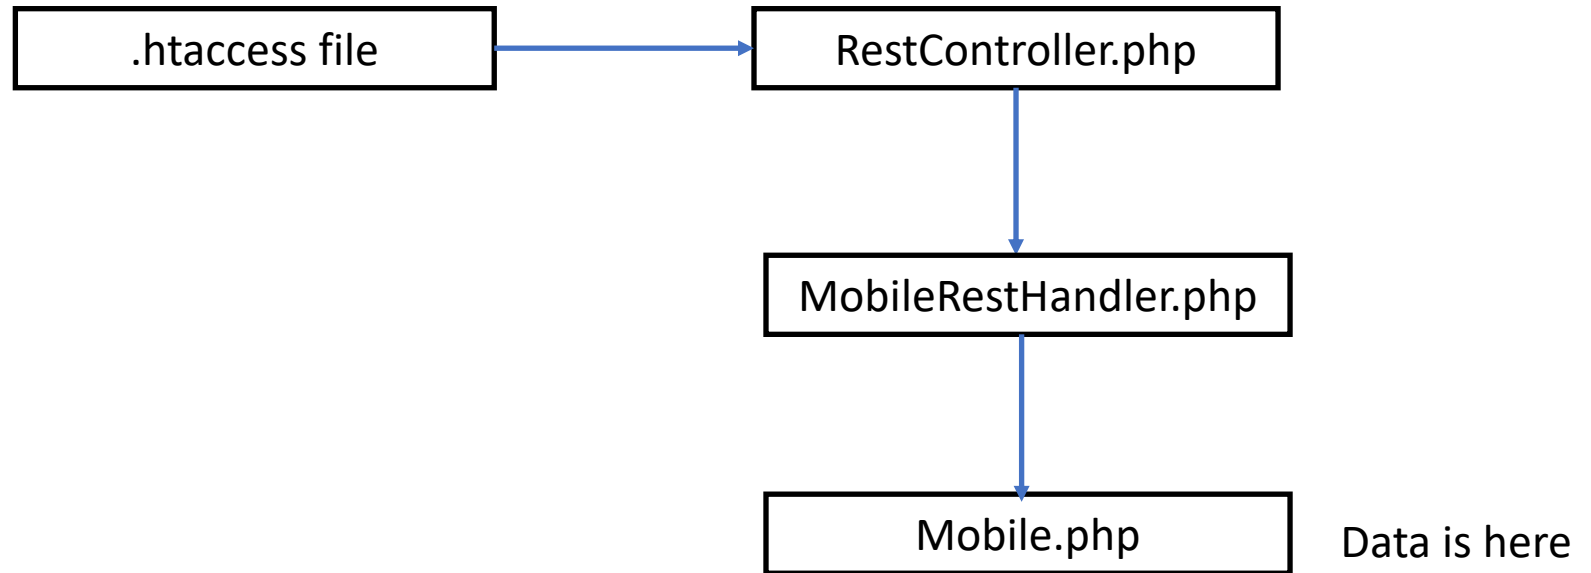 .htaccess file
RestController.php
MobileRestHandler.php
Mobile.php
Data is here